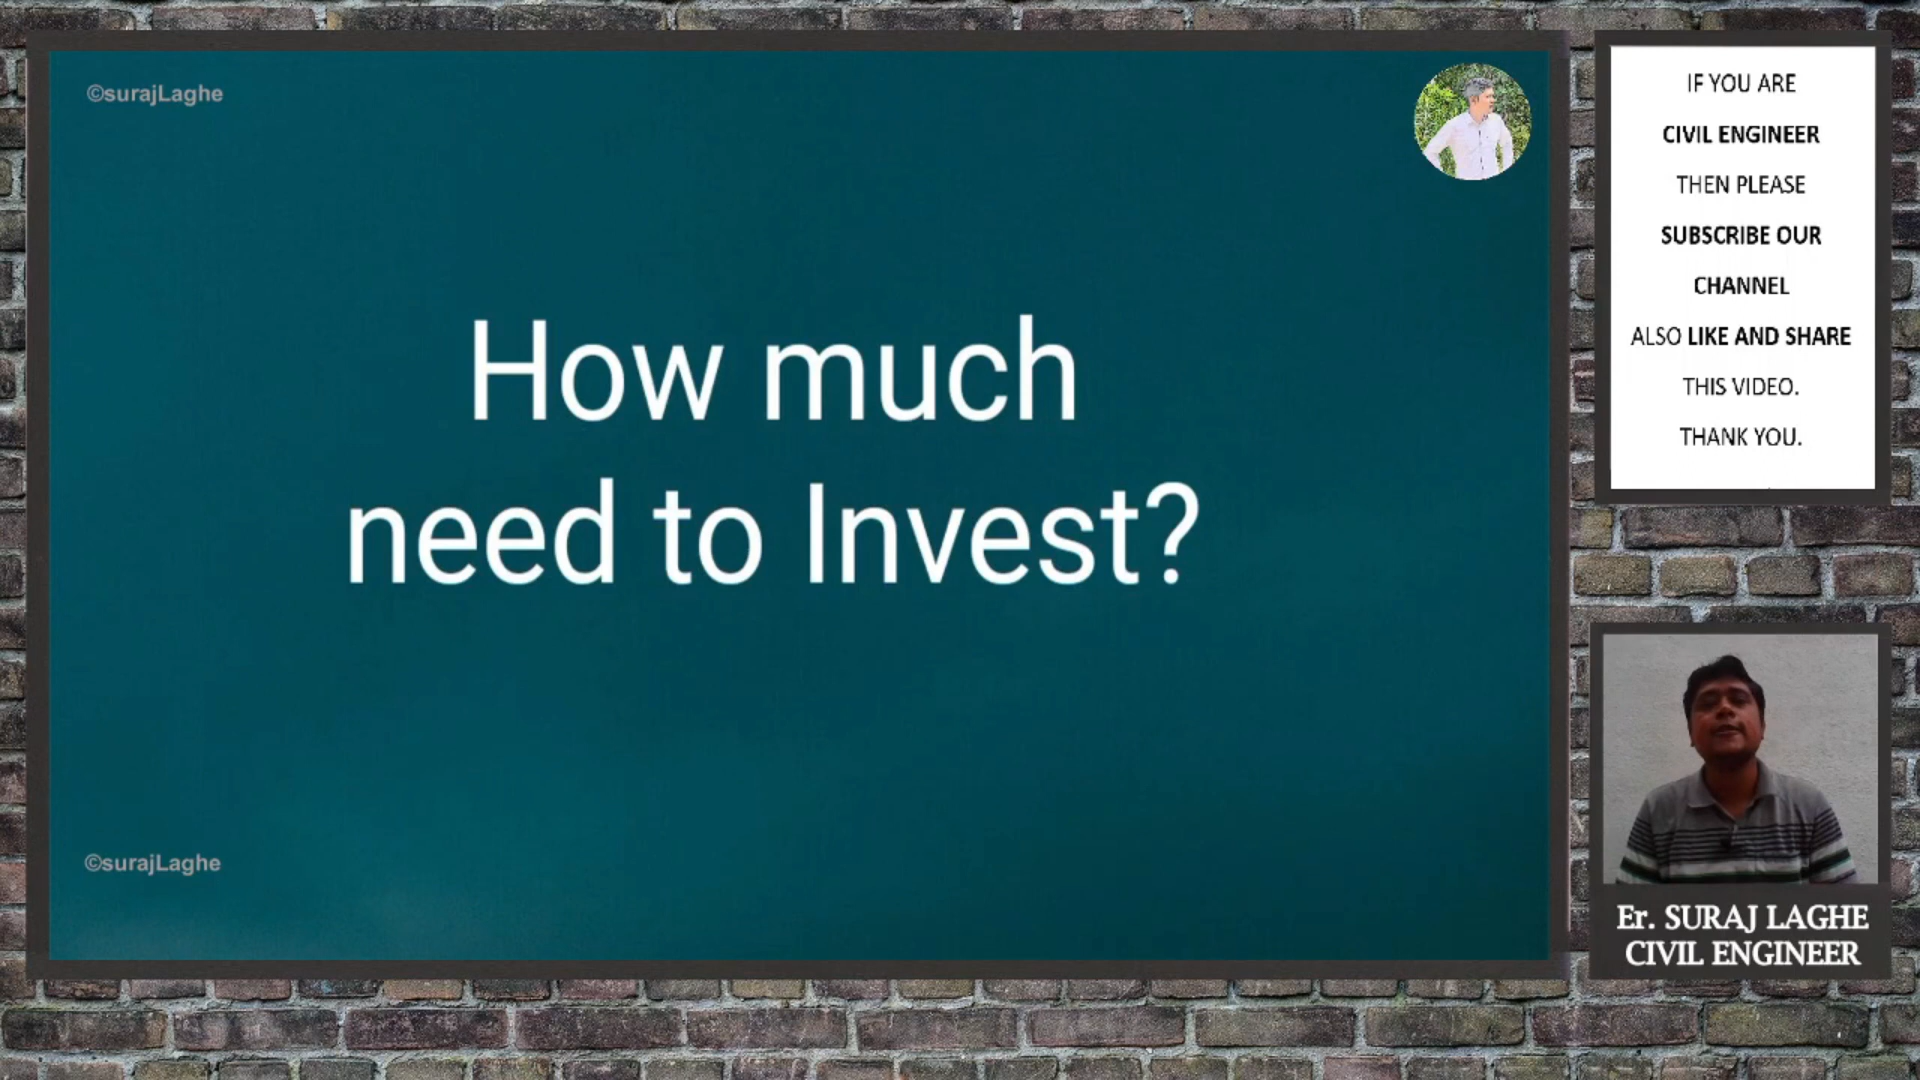 ©surajLaghe
How much
need to Invest?
©surajLaghe
IF YOU ARE
CIVIL ENGINEER
THEN PLEASE
SUBSCRIBE OUR
CHANNEL
ALSO LIKE AND SHARE
THIS VIDEO.
THANK YOU.
Er. SURAJ LAGHE
CIVIL ENGINEER